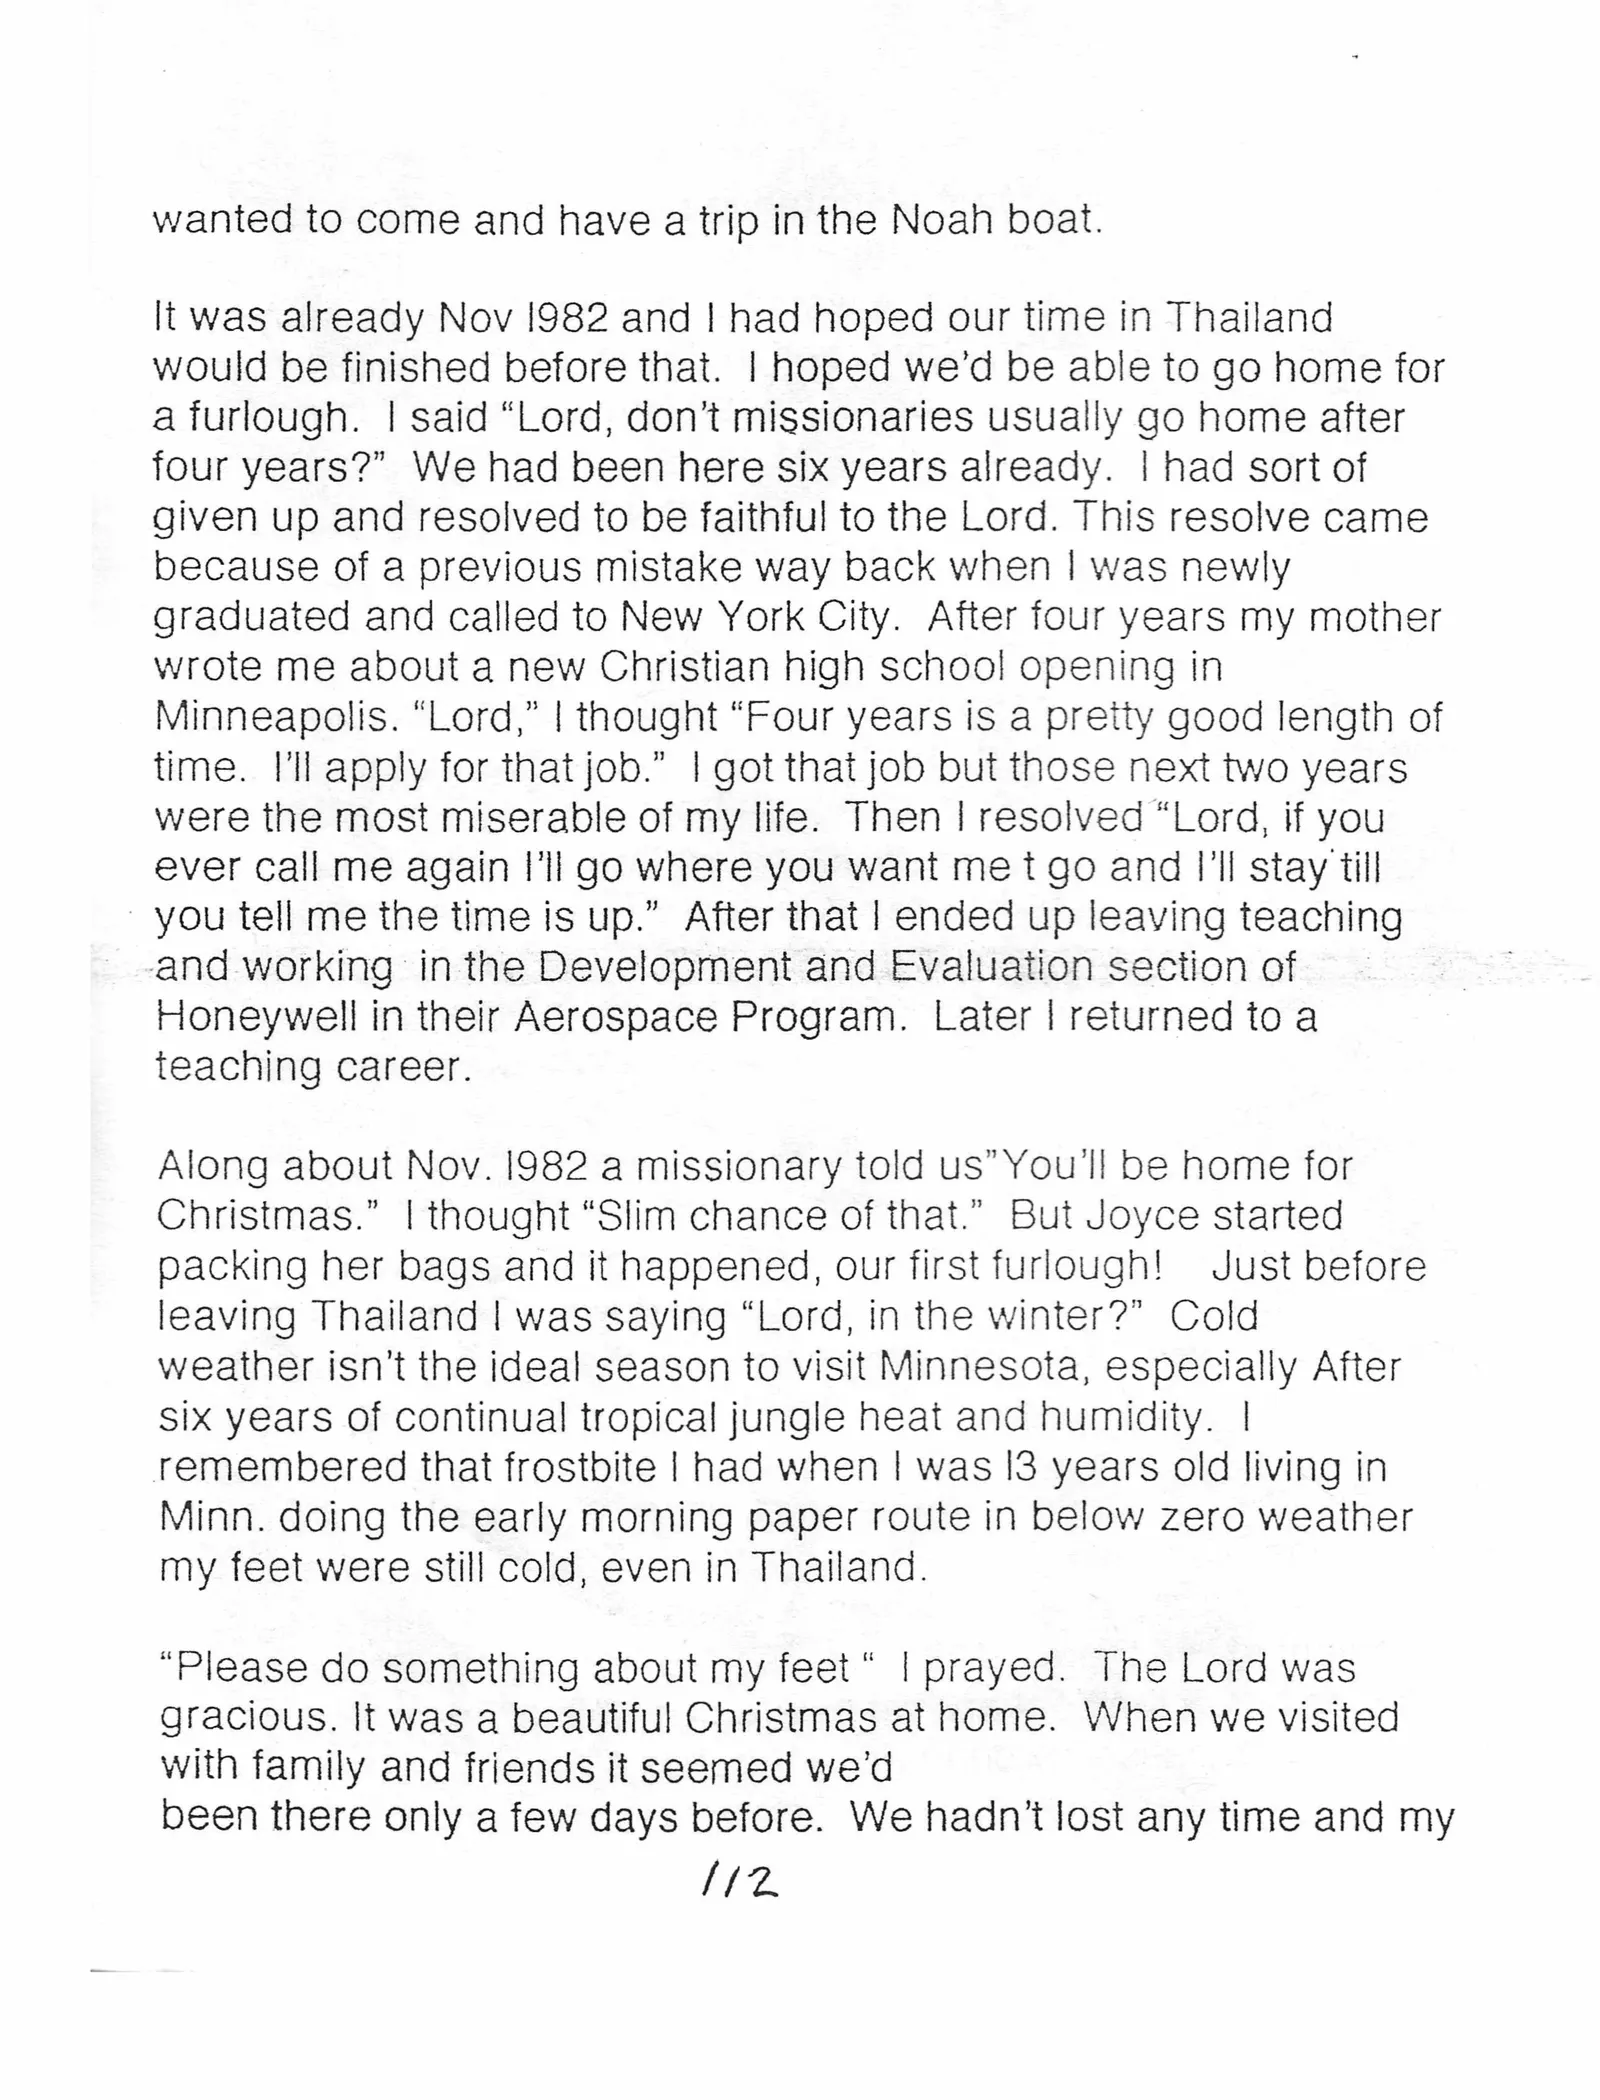 wanted to come and have a trip in the Noah boat.
It was already Nov 1982 and I had hoped our time in Thailand
would be finished before that.  I hoped we'd be able to go home for
a furlough.  I said “Lord, don't missionaries usually go home after
four years?”  We had been here six years already.  I had sort of
given up and resolved to be faithful to the Lord. This resolve came
because of a previous mistake way back when I was newly
graduated and called to New York City.  After four years my mother
wrote me about a new Christian high school opening in
Minneapolis. “Lord,” I thought “Four years is a pretty good length of
time.  I'll apply for that job.”  I got that job but those next two years
were the most miserable of my life.  Then I resolved “Lord, if you
ever call me again I'll go where you want me t go and I'll stay till
you tell me the time is up.”  After that I ended up leaving teaching
and working  in the Development and Evaluation section of
Honeywell in their Aerospace Program.  Later I returned to a
teaching career.
Along about Nov. 1982 a missionary told us”You'll be home for
Christmas.”  I thought “Slim chance of that.”  But Joyce started
packing her bags and it happened, our first furlough!   Just before
leaving Thailand I was saying “Lord, in the winter?”  Cold
weather isn't the ideal season to visit Minnesota, especially After
six years of continual tropical jungle heat and humidity.  I
remembered that frostbite I had when I was 13 years old living in
Minn. doing the early morning paper route in below zero weather
my feet were still cold, even in Thailand.
“Please do something about my feet “  I prayed.  The Lord was
gracious. It was a beautiful Christmas at home.  When we visited
with family and friends it seemed we'd
been there only a few days before.  We hadn't lost any time and my
112